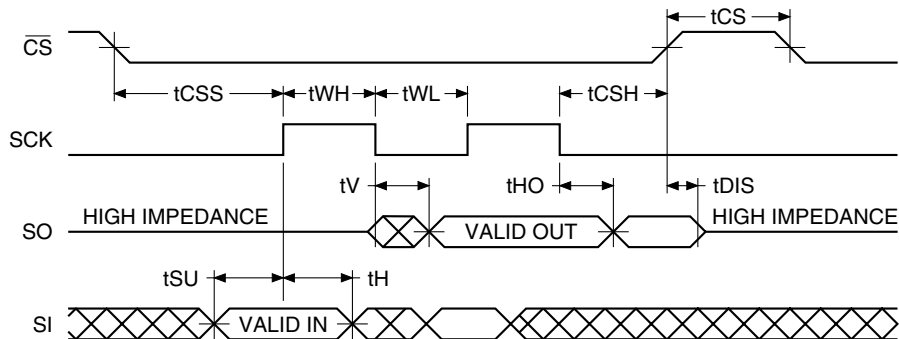 tCS
CS
tCSS tWH tWL tCSH
SCK
tV tHO tDIS
HIGH IMPEDANCE HIGH IMPEDANCE
SO VALID OUT
tSU tH
SI VALID IN